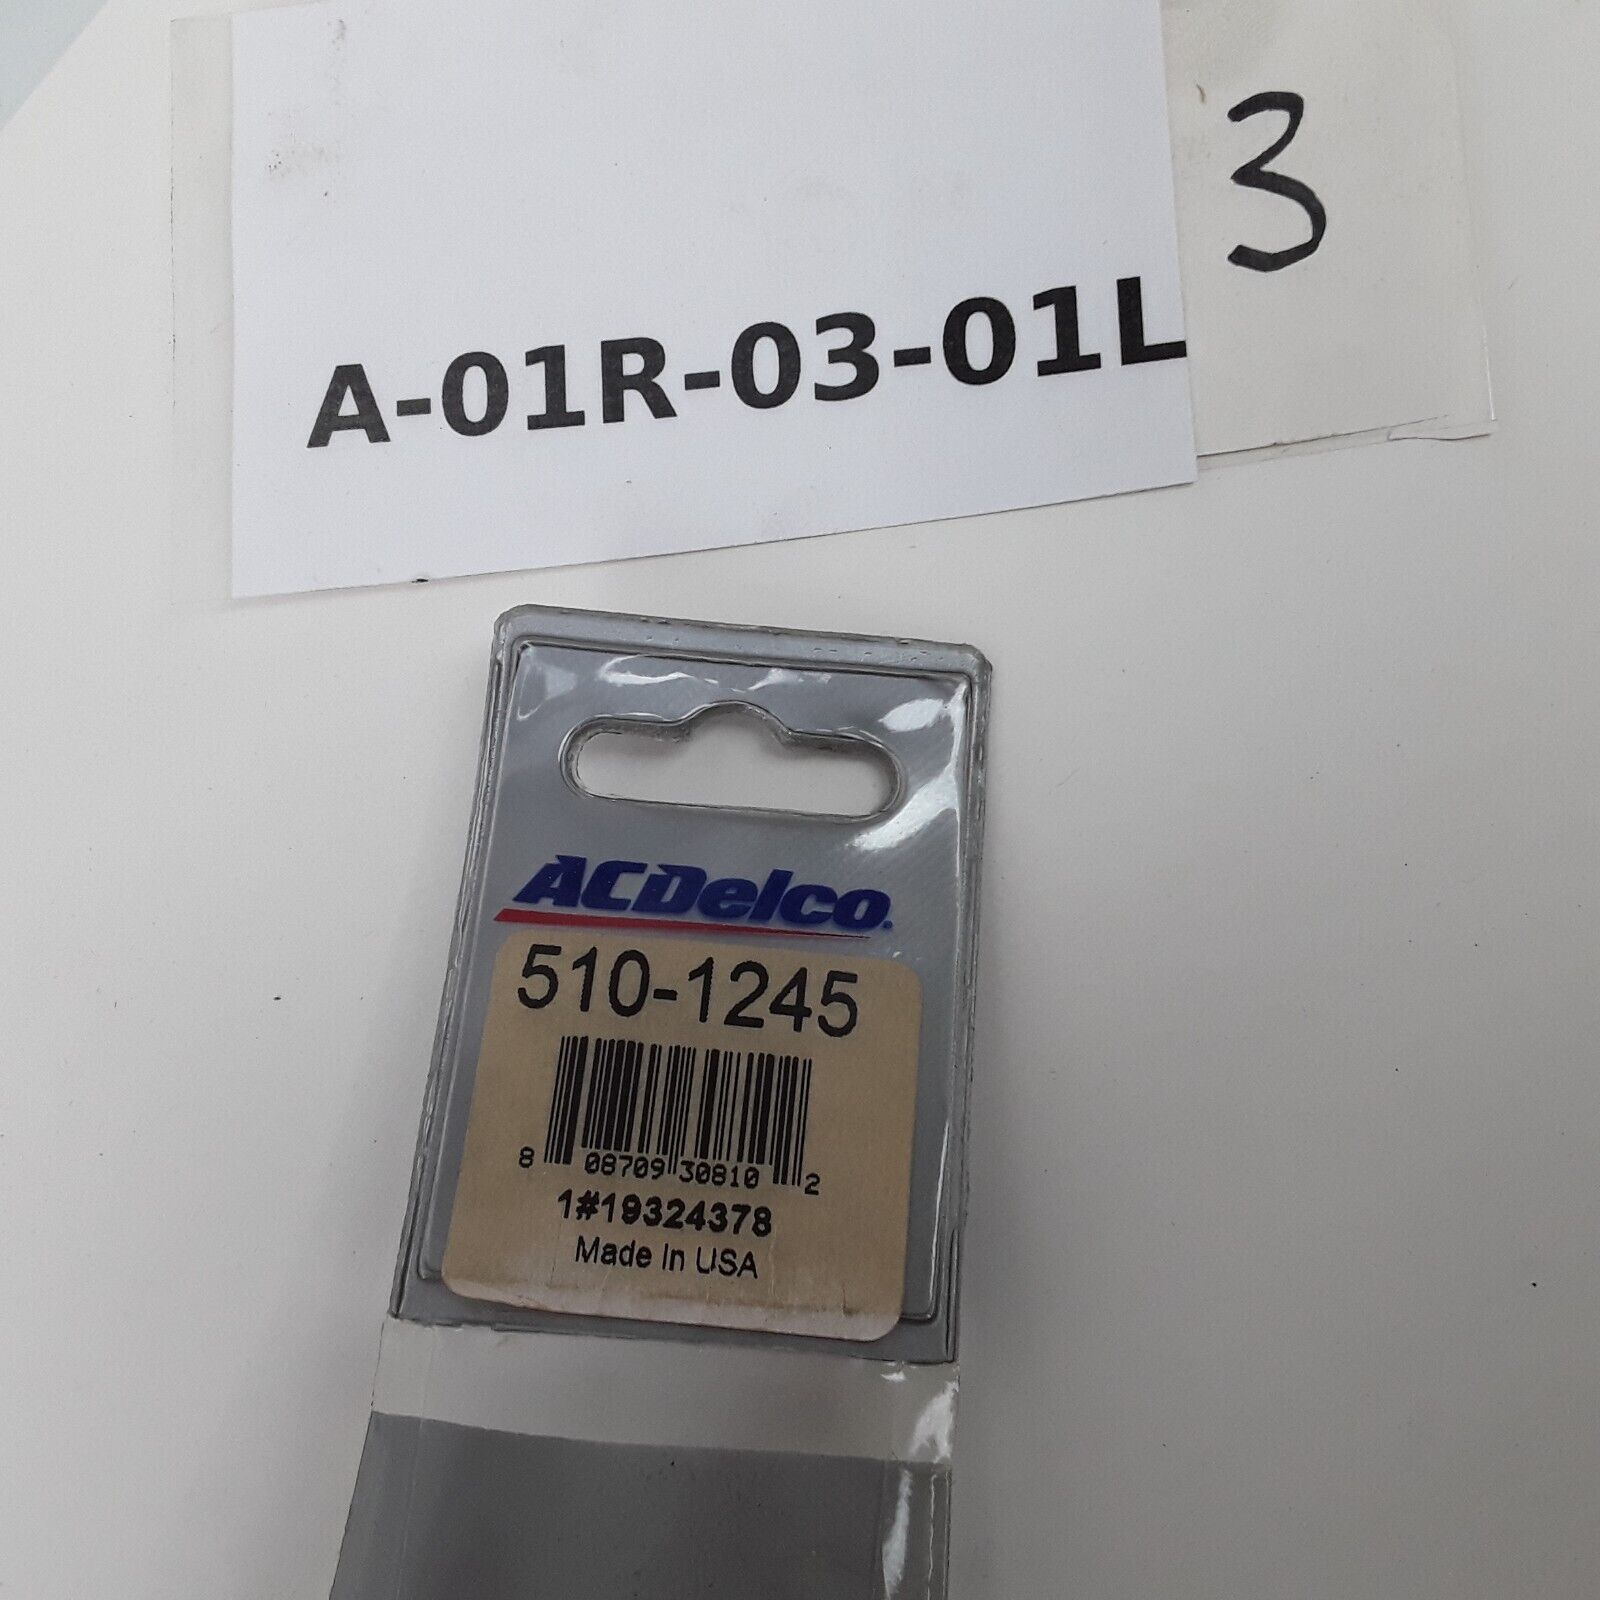 3
A-01R-03-01L
ACDelco®
510-1245
8 08709 30810 2
1#19324378
Made In USA